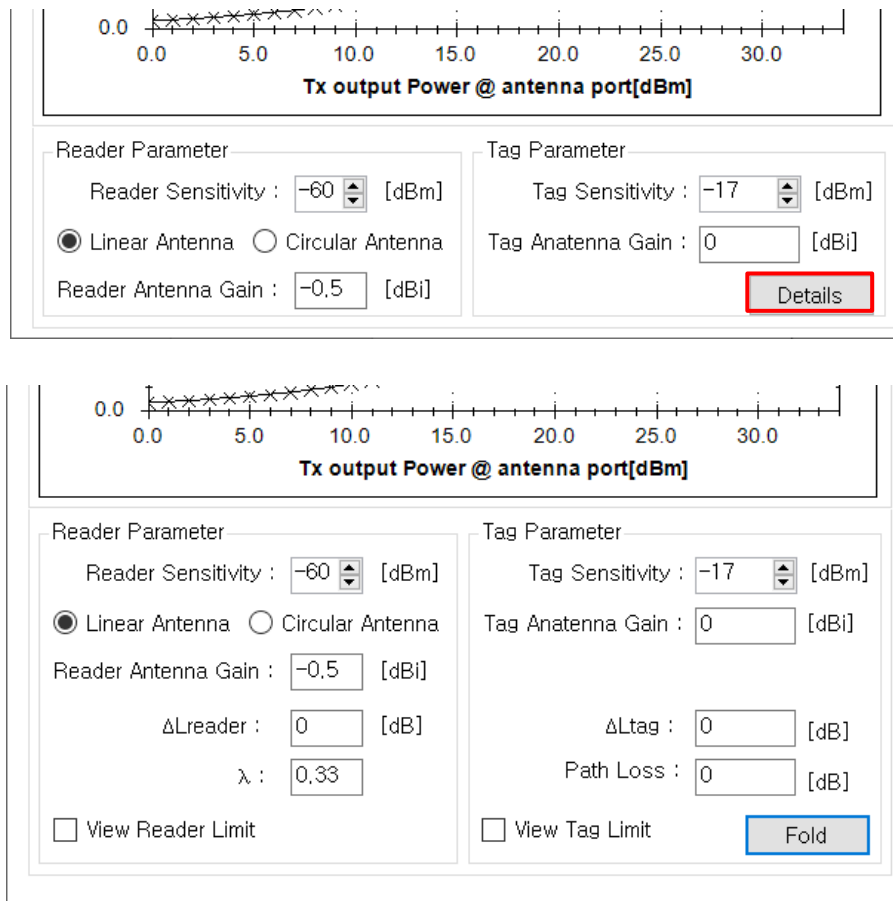 0.0
0.0 5.0 10.0 15.0 20.0 25.0 30.0
Tx output Power @ antenna port[dBm]
Reader Parameter
Reader Sensitivity : -60 [dBm]
Linear Antenna Circular Antenna
Reader Antenna Gain : -0.5 [dBi]
Tag Parameter
Tag Sensitivity : -17 [dBm]
Tag Anatenna Gain : 0 [dBi]
Details
0.0
0.0 5.0 10.0 15.0 20.0 25.0 30.0
Tx output Power @ antenna port[dBm]
Reader Parameter
Reader Sensitivity : -60 [dBm]
Linear Antenna Circular Antenna
Reader Antenna Gain : -0.5 [dBi]
ΔLreader : 0 [dB]
λ : 0.33
View Reader Limit
Tag Parameter
Tag Sensitivity : -17 [dBm]
Tag Anatenna Gain : 0 [dBi]
ΔLtag : 0 [dB]
Path Loss : 0 [dB]
View Tag Limit
Fold